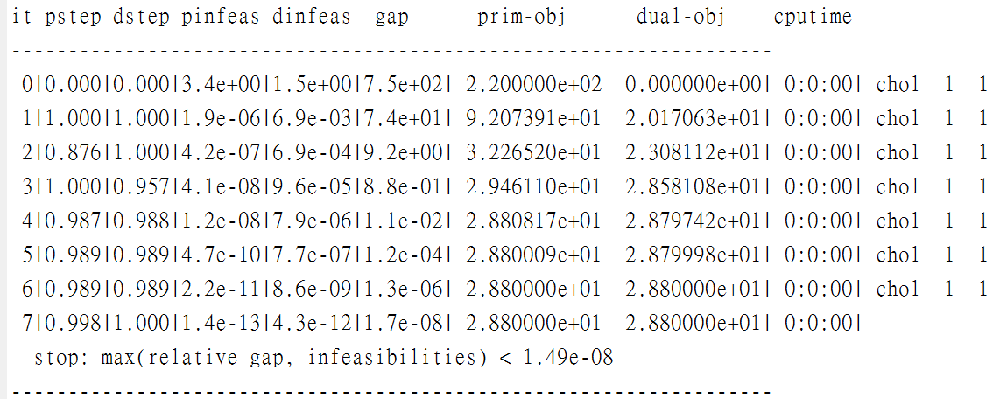 it pstep dstep pinfeas dinfeas  gap      prim-obj      dual-obj    cputime
-------------------------------------------------------------------
 0|0.000|0.000|3.4e+00|1.5e+00|7.5e+02| 2.200000e+02  0.000000e+00| 0:0:00| chol  1  1
 1|1.000|1.000|1.9e-06|6.9e-03|7.4e+01| 9.207391e+01  2.017063e+01| 0:0:00| chol  1  1
 2|0.876|1.000|4.2e-07|6.9e-04|9.2e+00| 3.226520e+01  2.308112e+01| 0:0:00| chol  1  1
 3|1.000|0.957|4.1e-08|9.6e-05|8.8e-01| 2.946110e+01  2.858108e+01| 0:0:00| chol  1  1
 4|0.987|0.988|1.2e-08|7.9e-06|1.1e-02| 2.880817e+01  2.879742e+01| 0:0:00| chol  1  1
 5|0.989|0.989|4.7e-10|7.7e-07|1.2e-04| 2.880009e+01  2.879998e+01| 0:0:00| chol  1  1
 6|0.989|0.989|2.2e-11|8.6e-09|1.3e-06| 2.880000e+01  2.880000e+01| 0:0:00| chol  1  1
 7|0.998|1.000|1.4e-13|4.3e-12|1.7e-08| 2.880000e+01  2.880000e+01| 0:0:00|
  stop: max(relative gap, infeasibilities) < 1.49e-08
-------------------------------------------------------------------